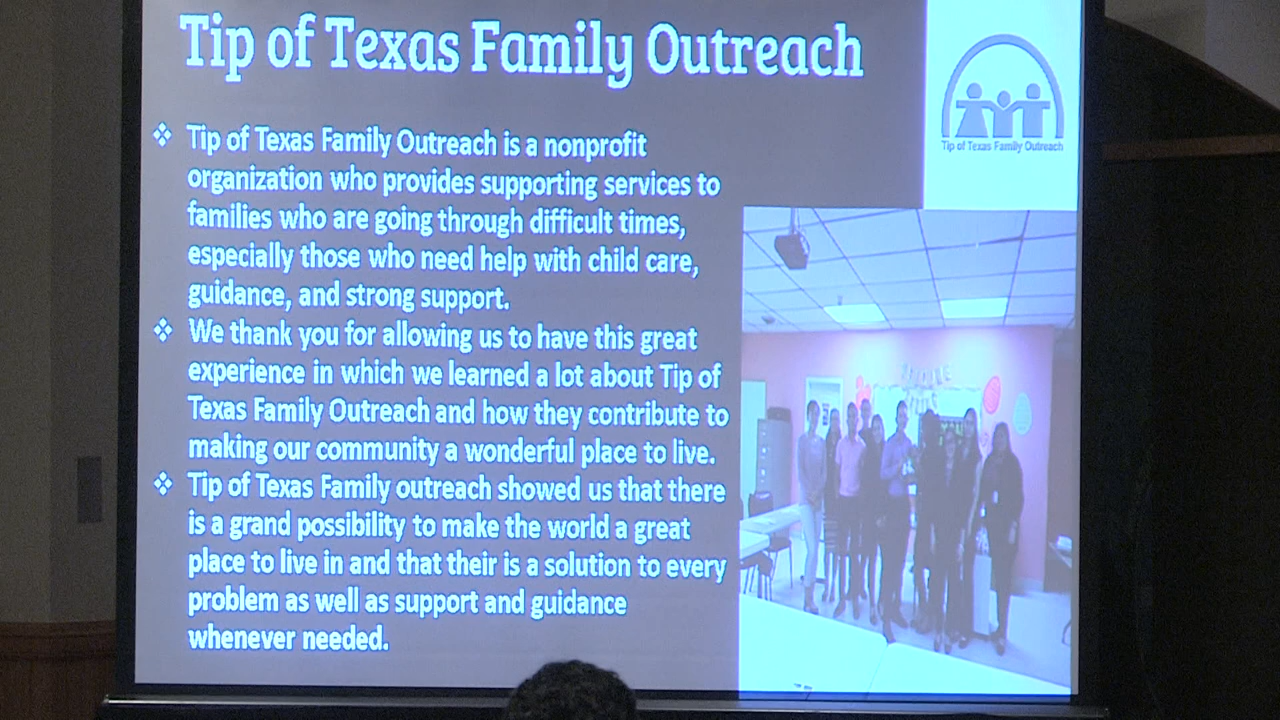 Tip of Texas Family Outreach
Tip of Texas Family Outreach
❖ Tip of Texas Family Outreach is a nonprofit
organization who provides supporting services to
families who are going through difficult times,
especially those who need help with child care,
guidance, and strong support.
❖ We thank you for allowing us to have this great
experience in which we learned a lot about Tip of
Texas Family Outreach and how they contribute to
making our community a wonderful place to live.
❖ Tip of Texas Family outreach showed us that there
is a grand possibility to make the world a great
place to live in and that their is a solution to every
problem as well as support and guidance
whenever needed.